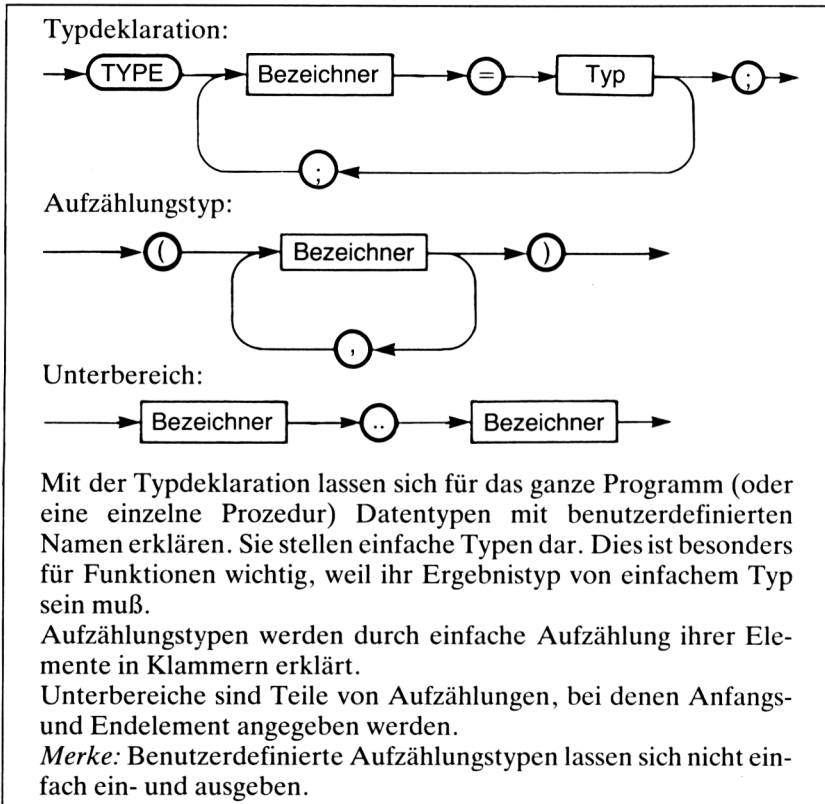 Typdeklaration:
TYPE Bezeichner = Typ ;
;
Aufzählungstyp:
( Bezeichner )
,
Unterbereich:
Bezeichner .. Bezeichner
Mit der Typdeklaration lassen sich für das ganze Programm (oder
eine einzelne Prozedur) Datentypen mit benutzerdefinierten
Namen erklären. Sie stellen einfache Typen dar. Dies ist besonders
für Funktionen wichtig, weil ihr Ergebnistyp von einfachem Typ
sein muß.
Aufzählungstypen werden durch einfache Aufzählung ihrer Ele-
mente in Klammern erklärt.
Unterbereiche sind Teile von Aufzählungen, bei denen Anfangs-
und Endelement angegeben werden.
Merke: Benutzerdefinierte Aufzählungstypen lassen sich nicht ein-
fach ein- und ausgeben.